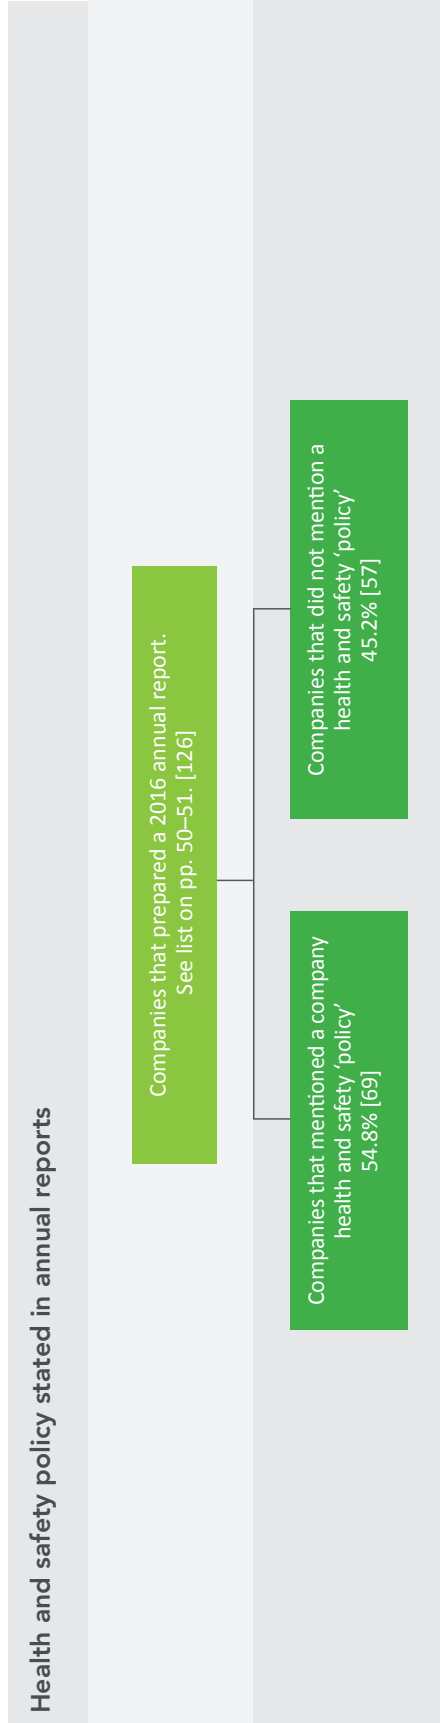 Health and safety policy stated in annual reports
Companies that prepared a 2016 annual report.
See list on pp. 50–51. [126]
Companies that mentioned a company
health and safety ‘policy’
54.8% [69]
Companies that did not mention a
health and safety ‘policy’
45.2% [57]